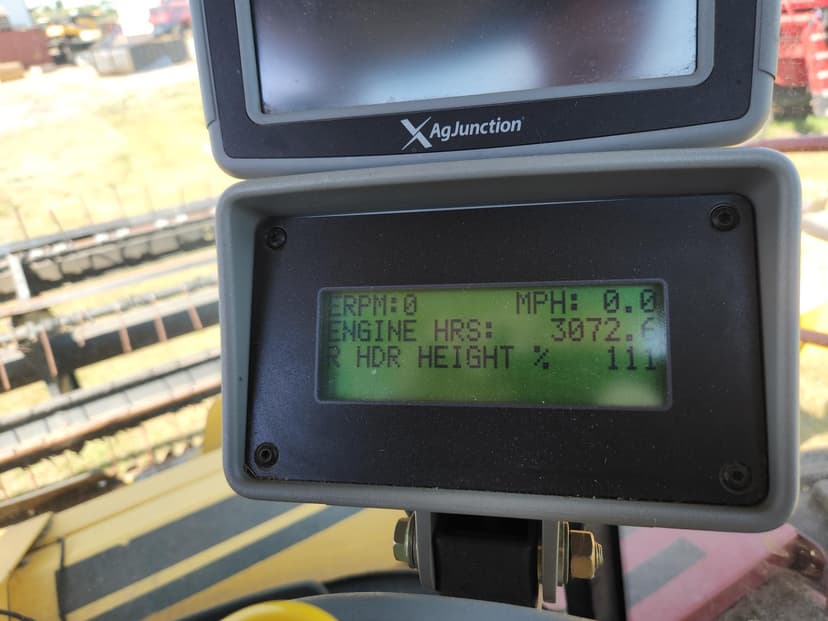 AgJunction
ERPM:0 MPH: 0.0
ENGINE HRS: 3072.6
R HDR HEIGHT % 111